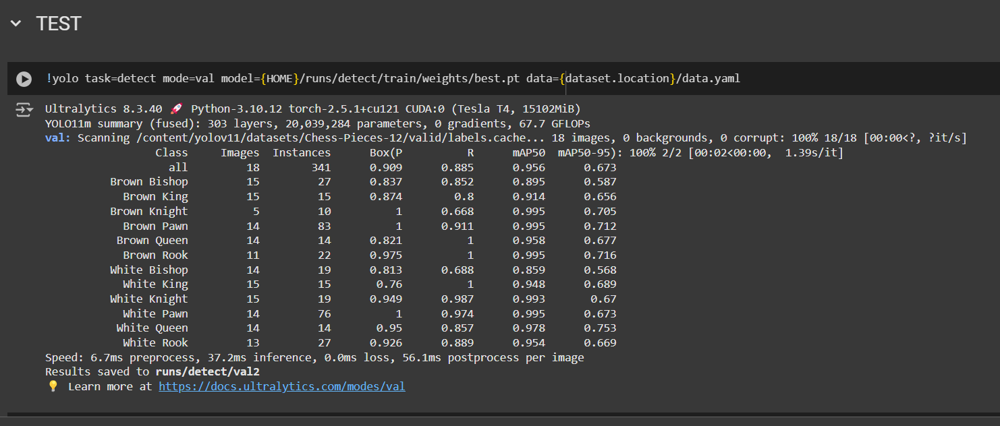 TEST
!yolo task=detect mode=val model={HOME}/runs/detect/train/weights/best.pt data={dataset.location}/data.yaml
Ultralytics 8.3.40 🚀 Python-3.10.12 torch-2.5.1+cu121 CUDA:0 (Tesla T4, 15102MiB)
YOLO11m summary (fused): 303 layers, 20,039,284 parameters, 0 gradients, 67.7 GFLOPs
val: Scanning /content/yolov11/datasets/Chess-Pieces-12/valid/labels.cache... 18 images, 0 backgrounds, 0 corrupt: 100% 18/18 [00:00<?, ?it/s]
Class Images Instances Box(P R mAP50 mAP50-95): 100% 2/2 [00:02<00:00, 1.39s/it]
all 18 341 0.909 0.885 0.956 0.673
Brown Bishop 15 27 0.837 0.852 0.895 0.587
Brown King 15 15 0.874 0.8 0.914 0.656
Brown Knight 5 10 1 0.668 0.995 0.705
Brown Pawn 14 83 1 0.911 0.995 0.712
Brown Queen 14 14 0.821 1 0.958 0.677
Brown Rook 11 22 0.975 1 0.995 0.716
White Bishop 14 19 0.813 0.688 0.859 0.568
White King 15 15 0.76 1 0.948 0.689
White Knight 15 19 0.949 0.987 0.993 0.67
White Pawn 14 76 1 0.974 0.995 0.673
White Queen 14 14 0.95 0.857 0.978 0.753
White Rook 13 27 0.926 0.889 0.954 0.669
Speed: 6.7ms preprocess, 37.2ms inference, 0.0ms loss, 56.1ms postprocess per image
Results saved to runs/detect/val2
💡 Learn more at https://docs.ultralytics.com/modes/val